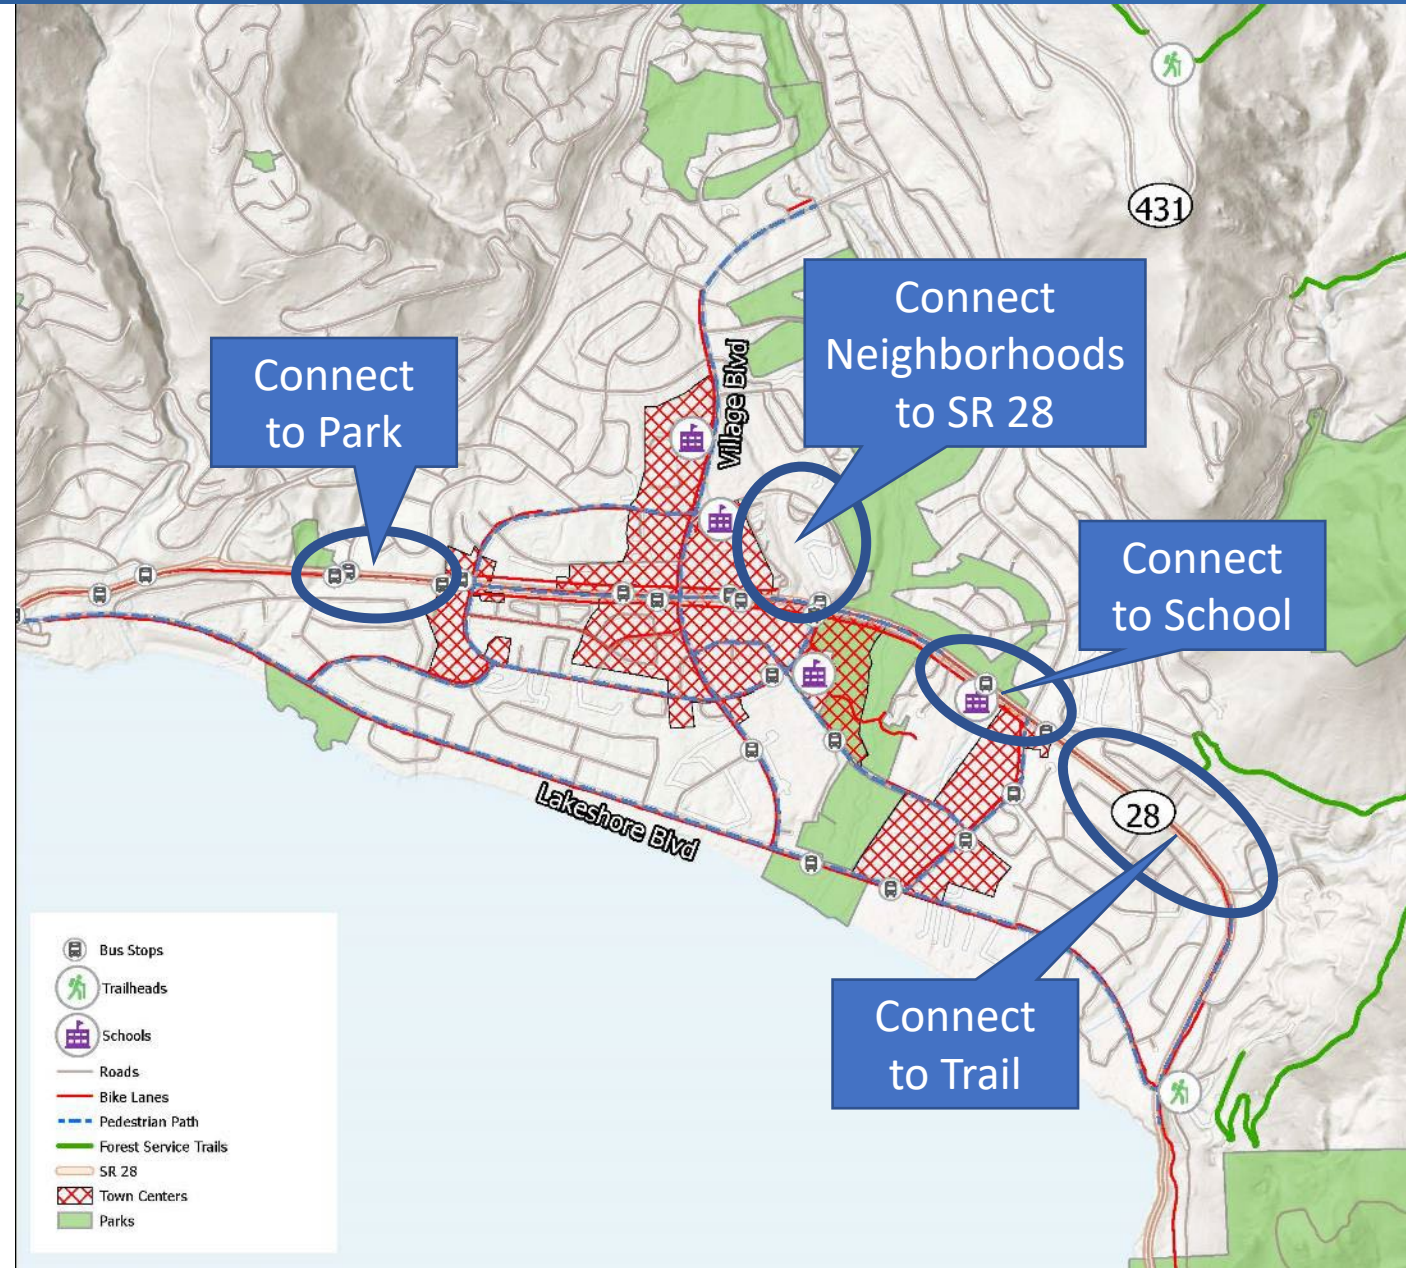 431
Connect
Neighborhoods
to SR 28
Connect
to Park
Village Blvd
Connect
to School
Lakeshore Blvd
28
Connect
to Trail
Bus Stops
Trailheads
Schools
Roads
Bike Lanes
Pedestrian Path
Forest Service Trails
SR 28
Town Centers
Parks